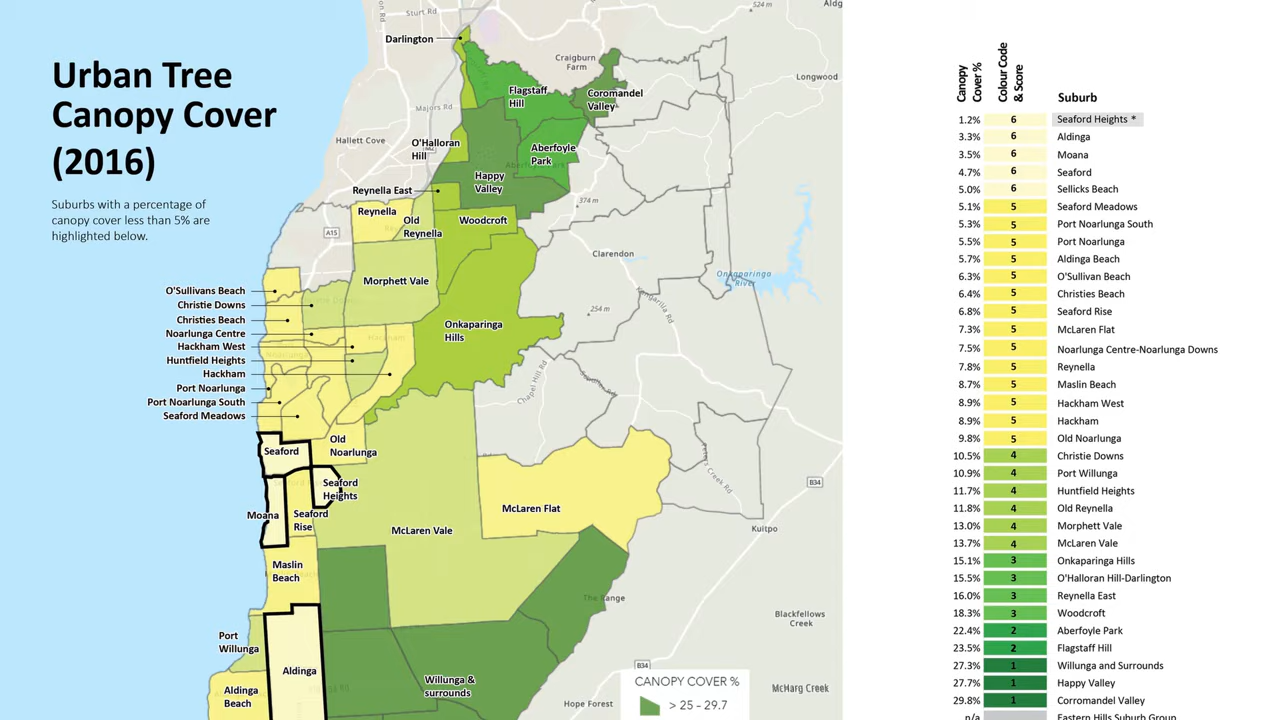 Urban Tree
Canopy Cover
(2016)
Suburbs with a percentage of
canopy cover less than 5% are
highlighted below.
Sturt Rd
524 m
Darlington
Craigburn
Farm
Longwood
Flagstaff
Hill
Coromandel
Valley
Majors Rd
Hallett Cove
O'Halloran
Hill
Aberfoyle
Park
Happy
Valley
Reynella East
374 m
Reynella
Old
Reynella
Woodcroft
A15
Clarendon
Onkaparinga
River
Morphett Vale
O'Sullivans Beach
Christie Downs
Christies Beach
Noarlunga Centre
Hackham West
Huntfield Heights
Hackham
Port Noarlunga
Port Noarlunga South
Seaford Meadows
254 m
Kangarilla Rd
Onkaparinga
Hills
Chapel Hill Rd
Old
Noarlunga
Seaford
Seaford
Heights
Moana
Seaford
Rise
McLaren Vale
McLaren Flat
B34
Kuitpo
Maslin
Beach
The Range
Blackfellows
Creek
Port
Willunga
Aldinga
Aldinga
Beach
Willunga &
surrounds
B34
McHarg Creek
Hope Forest
CANOPY COVER %
> 25 - 29.7
Canopy
Cover %
Colour Code
& Score
Suburb
1.2% 6 Seaford Heights *
3.3% 6 Aldinga
3.5% 6 Moana
4.7% 6 Seaford
5.0% 6 Sellicks Beach
5.1% 5 Seaford Meadows
5.3% 5 Port Noarlunga South
5.5% 5 Port Noarlunga
5.7% 5 Aldinga Beach
6.3% 5 O'Sullivan Beach
6.4% 5 Christies Beach
6.8% 5 Seaford Rise
7.3% 5 McLaren Flat
7.5% 5 Noarlunga Centre-Noarlunga Downs
7.8% 5 Reynella
8.7% 5 Maslin Beach
8.9% 5 Hackham West
8.9% 5 Hackham
9.8% 5 Old Noarlunga
10.5% 4 Christie Downs
10.9% 4 Port Willunga
11.7% 4 Huntfield Heights
11.8% 4 Old Reynella
13.0% 4 Morphett Vale
13.7% 4 McLaren Vale
15.1% 3 Onkaparinga Hills
15.5% 3 O'Halloran Hill-Darlington
16.0% 3 Reynella East
18.3% 3 Woodcroft
22.4% 2 Aberfoyle Park
23.5% 2 Flagstaff Hill
27.3% 1 Willunga and Surrounds
27.7% 1 Happy Valley
29.8% 1 Corromandel Valley
n/a Eastern Hills Suburb Group